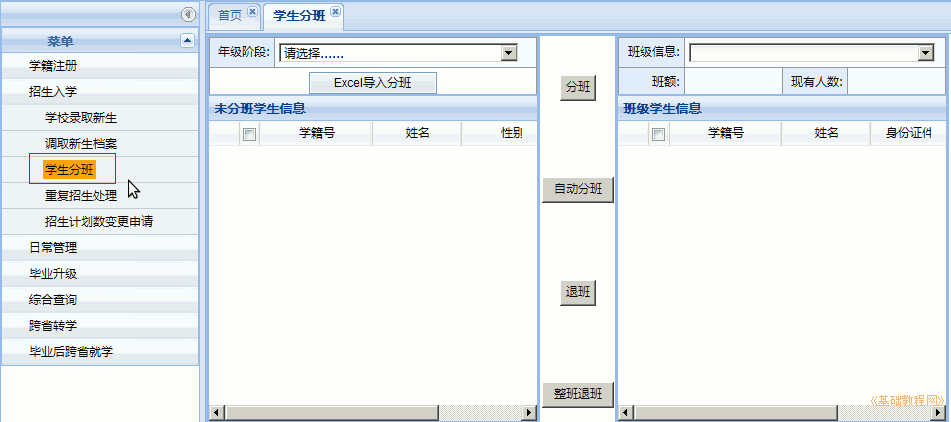 首页
学生分班
菜单
学籍注册
招生入学
学校录取新生
调取新生档案
学生分班
重复招生处理
招生计划数变更申请
日常管理
毕业升级
综合查询
跨省转学
毕业后跨省就学
年级阶段:
请选择......
Excel导入分班
未分班学生信息
学籍号
姓名
性别
分班
自动分班
退班
整班退班
班级信息:
班额:
现有人数:
班级学生信息
学籍号
姓名
身份证件
《基础教程网》